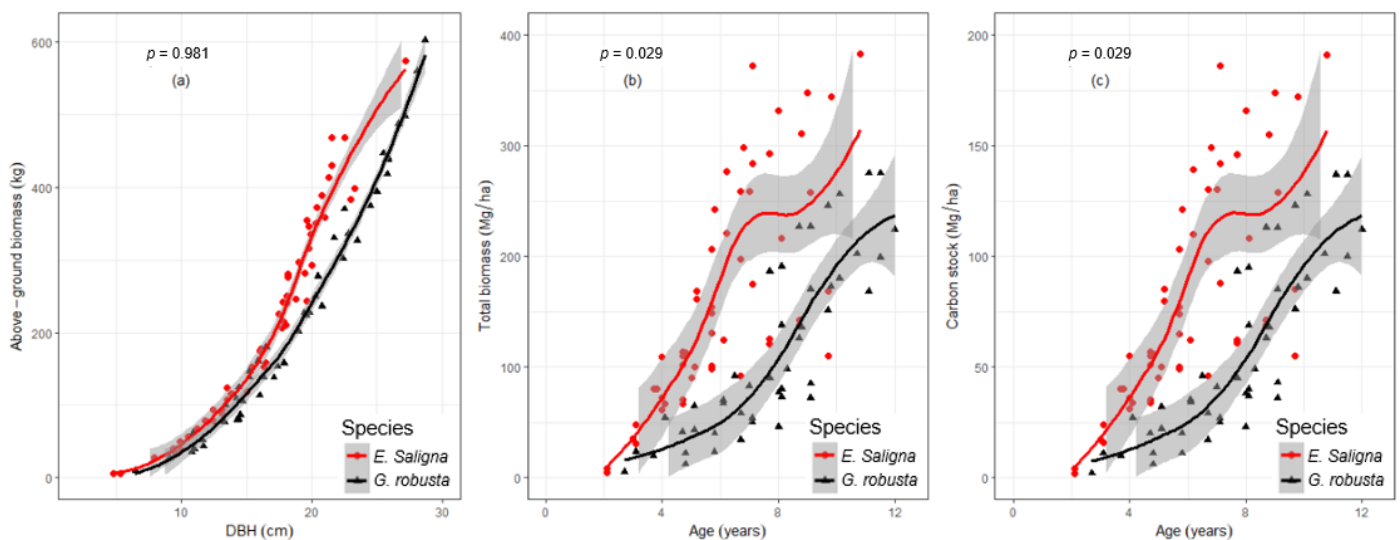 p = 0.981
(a)
Above-ground biomass (kg)
600
400
200
0
10
20
30
DBH (cm)
Species
E. Saligna
G. robusta
p = 0.029
(b)
Total biomass (Mg/ha)
400
300
200
100
0
0
4
8
12
Age (years)
Species
E. Saligna
G. robusta
p = 0.029
(c)
Carbon stock (Mg/ha)
200
150
100
50
0
0
4
8
12
Age (years)
Species
E. Saligna
G. robusta